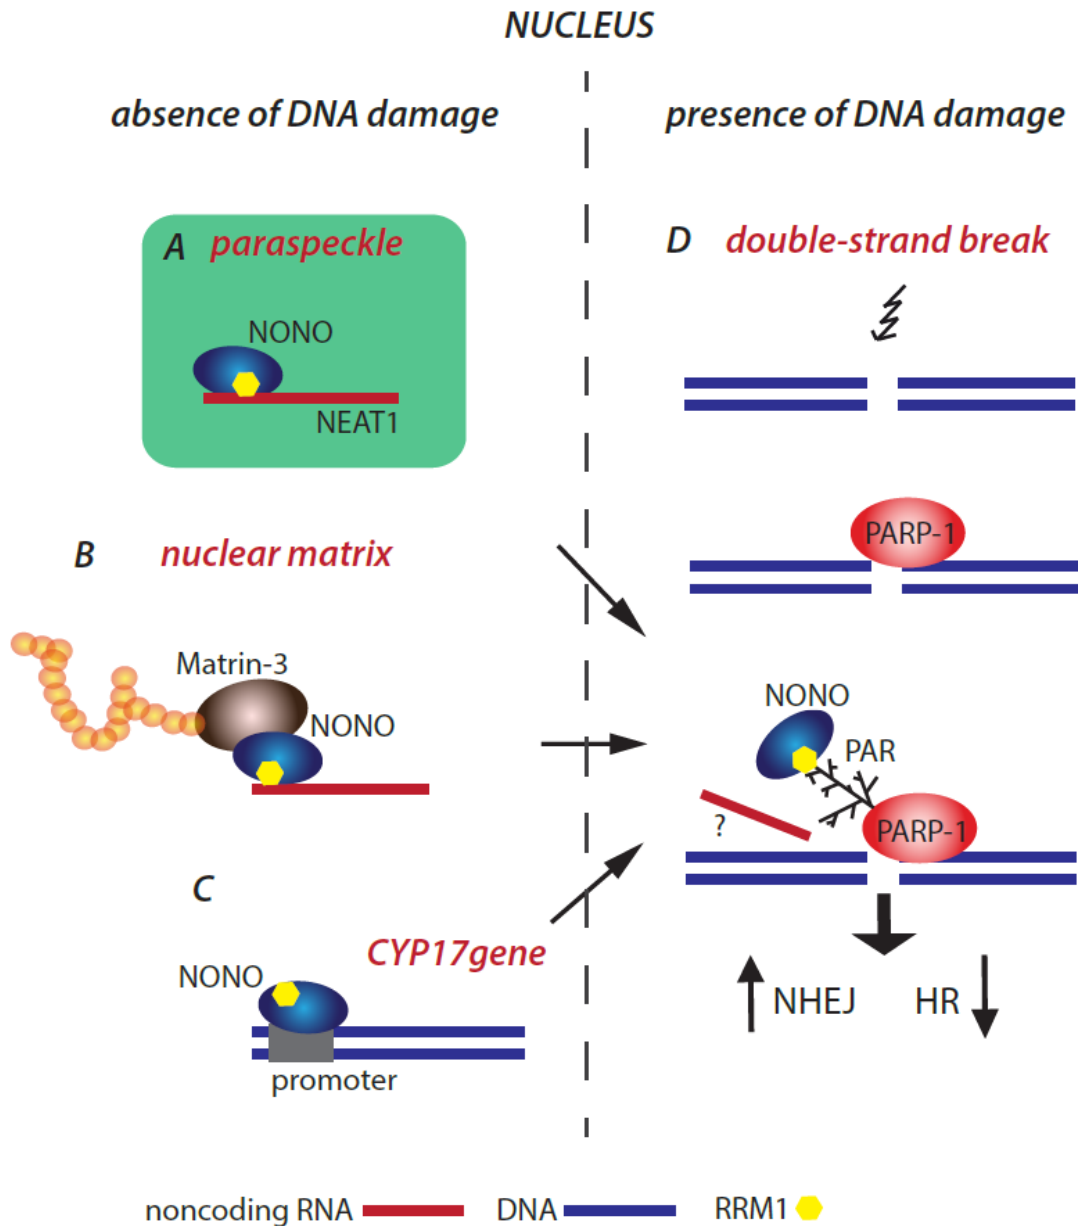 NUCLEUS
absence of DNA damage
presence of DNA damage
A paraspeckle
NONO
NEAT1
B nuclear matrix
Matrin-3
NONO
C
CYP17gene
NONO
promoter
D double-strand break
PARP-1
NONO
PAR
?
PARP-1
NHEJ HR
noncoding RNA DNA RRM1